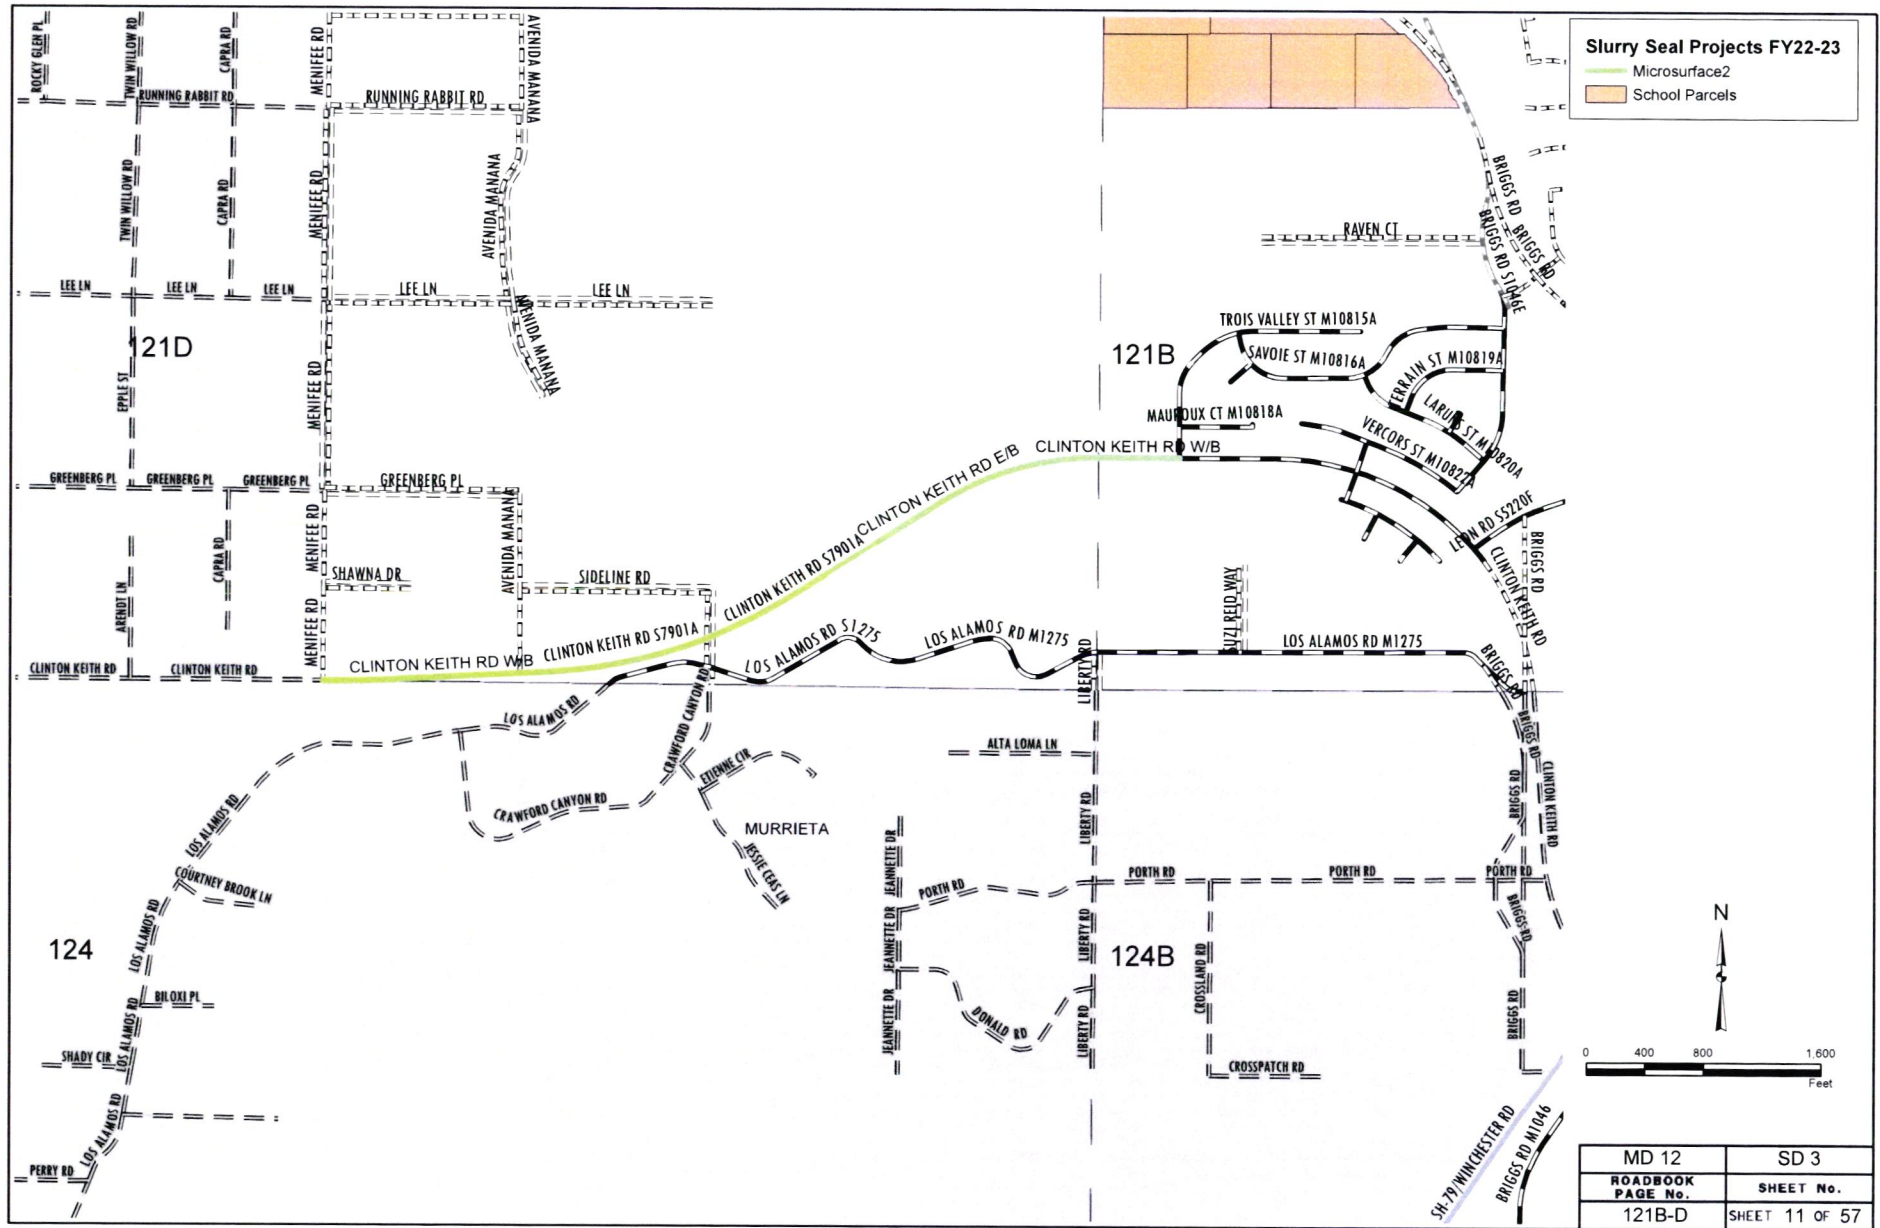 Slurry Seal Projects FY22-23
Microsurface2
School Parcels
ROCKY GLEN PL
TWIN WILLOW RD
CAPRA RD
MENIFEE RD
AVENIDA MANANA
RUNNING RABBIT RD
RUNNING RABBIT RD
TWIN WILLOW RD
CAPRA RD
MENIFEE RD
AVENIDA MANANA
BRIGGS RD
BRIGGS RD
BRIGGS RD S1046E
RAVEN CT
LEE LN
LEE LN
LEE LN
LEE LN
LEE LN
AVENIDA MANANA
121D
EPPLE ST
MENIFEE RD
121B
TROIS VALLEY ST M10815A
SAVOIE ST M10816A
TERRAIN ST M10819A
MAUROUX CT M10818A
LARUNS ST M10820A
VERCORS ST M10822A
CLINTON KEITH RD W/B
CLINTON KEITH RD E/B
GREENBERG PL
GREENBERG PL
GREENBERG PL
GREENBERG PL
MENIFEE RD
AVENIDA MANANA
CAPRA RD
ARENDT LN
SHAWNA DR
SIDELINE RD
CLINTON KEITH RD S7901A
LEON RD S5220F
BRIGGS RD
CLINTON KEITH RD
SUZI REID WAY
MENIFEE RD
CLINTON KEITH RD
CLINTON KEITH RD
CLINTON KEITH RD W/B
CLINTON KEITH RD S7901A
LOS ALAMOS RD S1275
LOS ALAMOS RD M1275
LIBERTY RD
LOS ALAMOS RD M1275
BRIGGS RD
LOS ALAMOS RD
CRAWFORD CANYON RD
BRIGGS RD
ALTA LOMA LN
ETIENNE CIR
CRAWFORD CANYON RD
LOS ALAMOS RD
MURRIETA
JESSIE CEAS LN
LIBERTY RD
BRIGGS RD
CLINTON KEITH RD
COURTNEY BROOK LN
JEANNETTE DR
PORTH RD
PORTH RD
PORTH RD
PORTH RD
LOS ALAMOS RD
124
JEANNETTE DR
LIBERTY RD
124B
CROSSLAND RD
BRIGGS RD
N
BILOXI PL
LOS ALAMOS RD
JEANNETTE DR
DONALD RD
LIBERTY RD
BRIGGS RD
SHADY CIR
CROSSPATCH RD
0 400 800 1,600
Feet
LOS ALAMOS RD
PERRY RD
SH-79/WINCHESTER RD
BRIGGS RD M1046
MD 12 SD 3
ROADBOOK PAGE No. SHEET No.
121B-D SHEET 11 OF 57